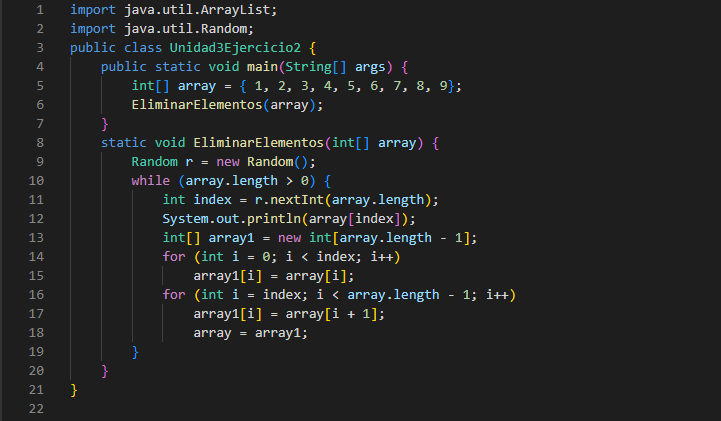 1 import java.util.ArrayList;
2 import java.util.Random;
3 public class Unidad3Ejercicio2 {
4     public static void main(String[] args) {
5         int[] array = { 1, 2, 3, 4, 5, 6, 7, 8, 9};
6         EliminarElementos(array);
7     }
8     static void EliminarElementos(int[] array) {
9         Random r = new Random();
10         while (array.length > 0) {
11             int index = r.nextInt(array.length);
12             System.out.println(array[index]);
13             int[] array1 = new int[array.length - 1];
14             for (int i = 0; i < index; i++)
15                 array1[i] = array[i];
16             for (int i = index; i < array.length - 1; i++)
17                 array1[i] = array[i + 1];
18                 array = array1;
19         }
20     }
21 }
22